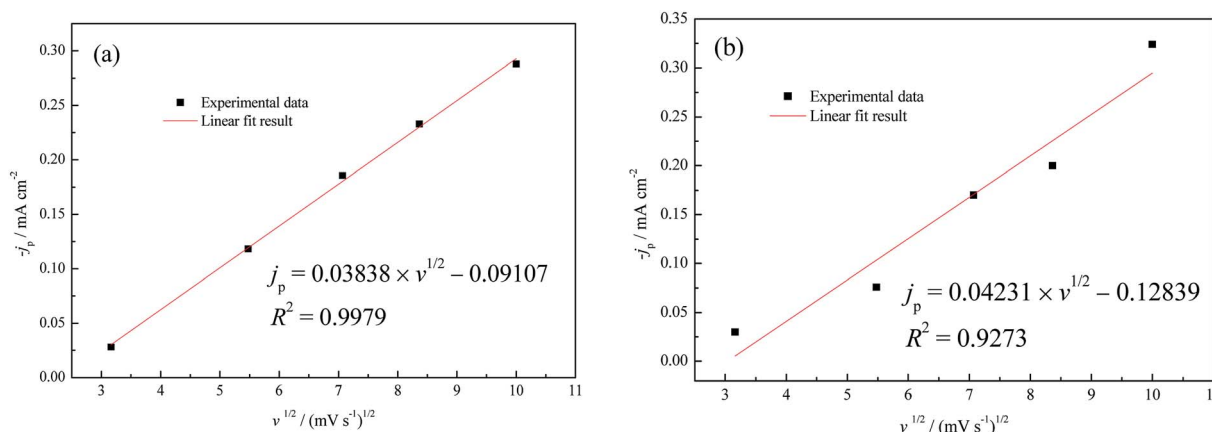 (a)
Experimental data
Linear fit result
j_p = 0.03838 × v^{1/2} − 0.09107
R^2 = 0.9979
-j_p / mA cm^{-2}
0.30
0.25
0.20
0.15
0.10
0.05
0.00
3 4 5 6 7 8 9 10 11
v^{1/2} / (mV s^{-1})^{1/2}
(b)
Experimental data
Linear fit result
j_p = 0.04231 × v^{1/2} − 0.12839
R^2 = 0.9273
-j_p / mA cm^{-2}
0.35
0.30
0.25
0.20
0.15
0.10
0.05
0.00
3 4 5 6 7 8 9 10
v^{1/2} / (mV s^{-1})^{1/2}